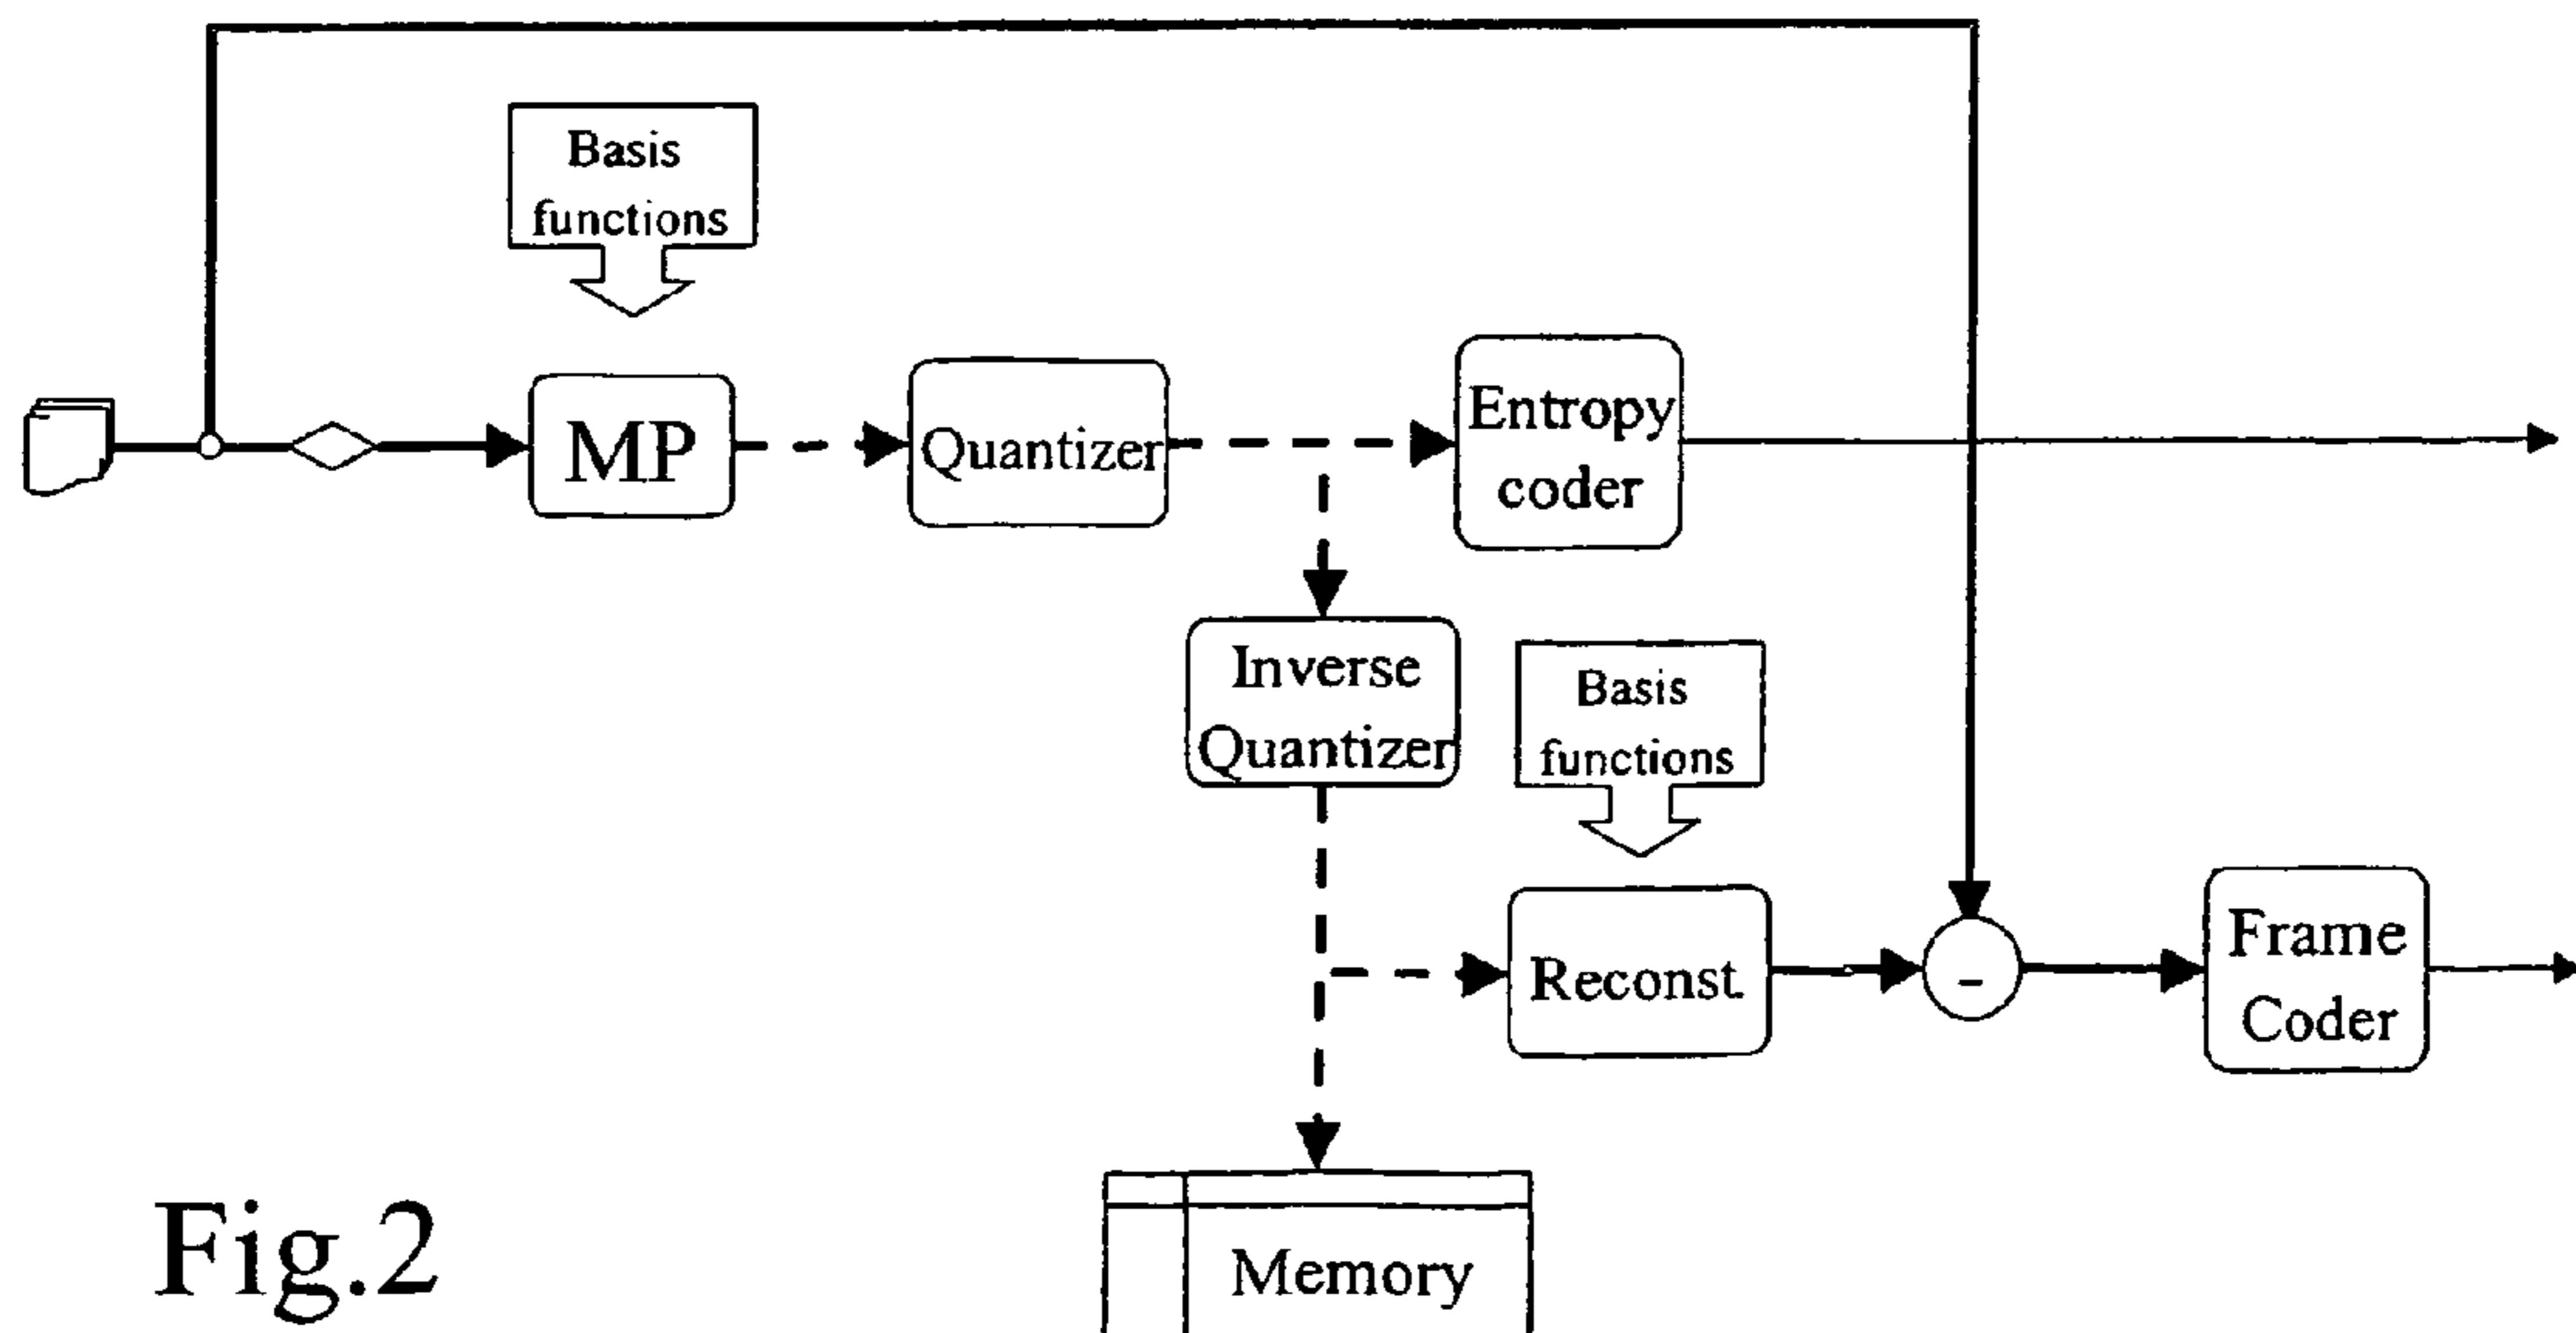 Basis
functions
MP
Quantizer
Entropy
coder
Inverse
Quantizer
Basis
functions
Reconst.
-
Frame
Coder
Memory
Fig.2